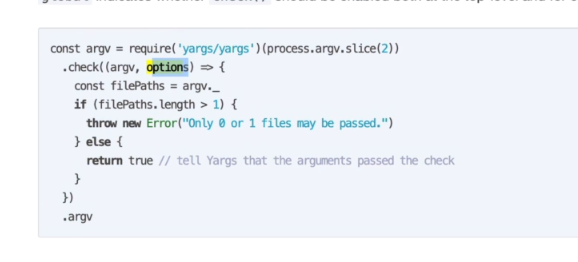 const argv = require('yargs/yargs')(process.argv.slice(2))
  .check((argv, options) => {
    const filePaths = argv._
    if (filePaths.length > 1) {
      throw new Error("Only 0 or 1 files may be passed.")
    } else {
      return true // tell Yargs that the arguments passed the check
    }
  })
  .argv